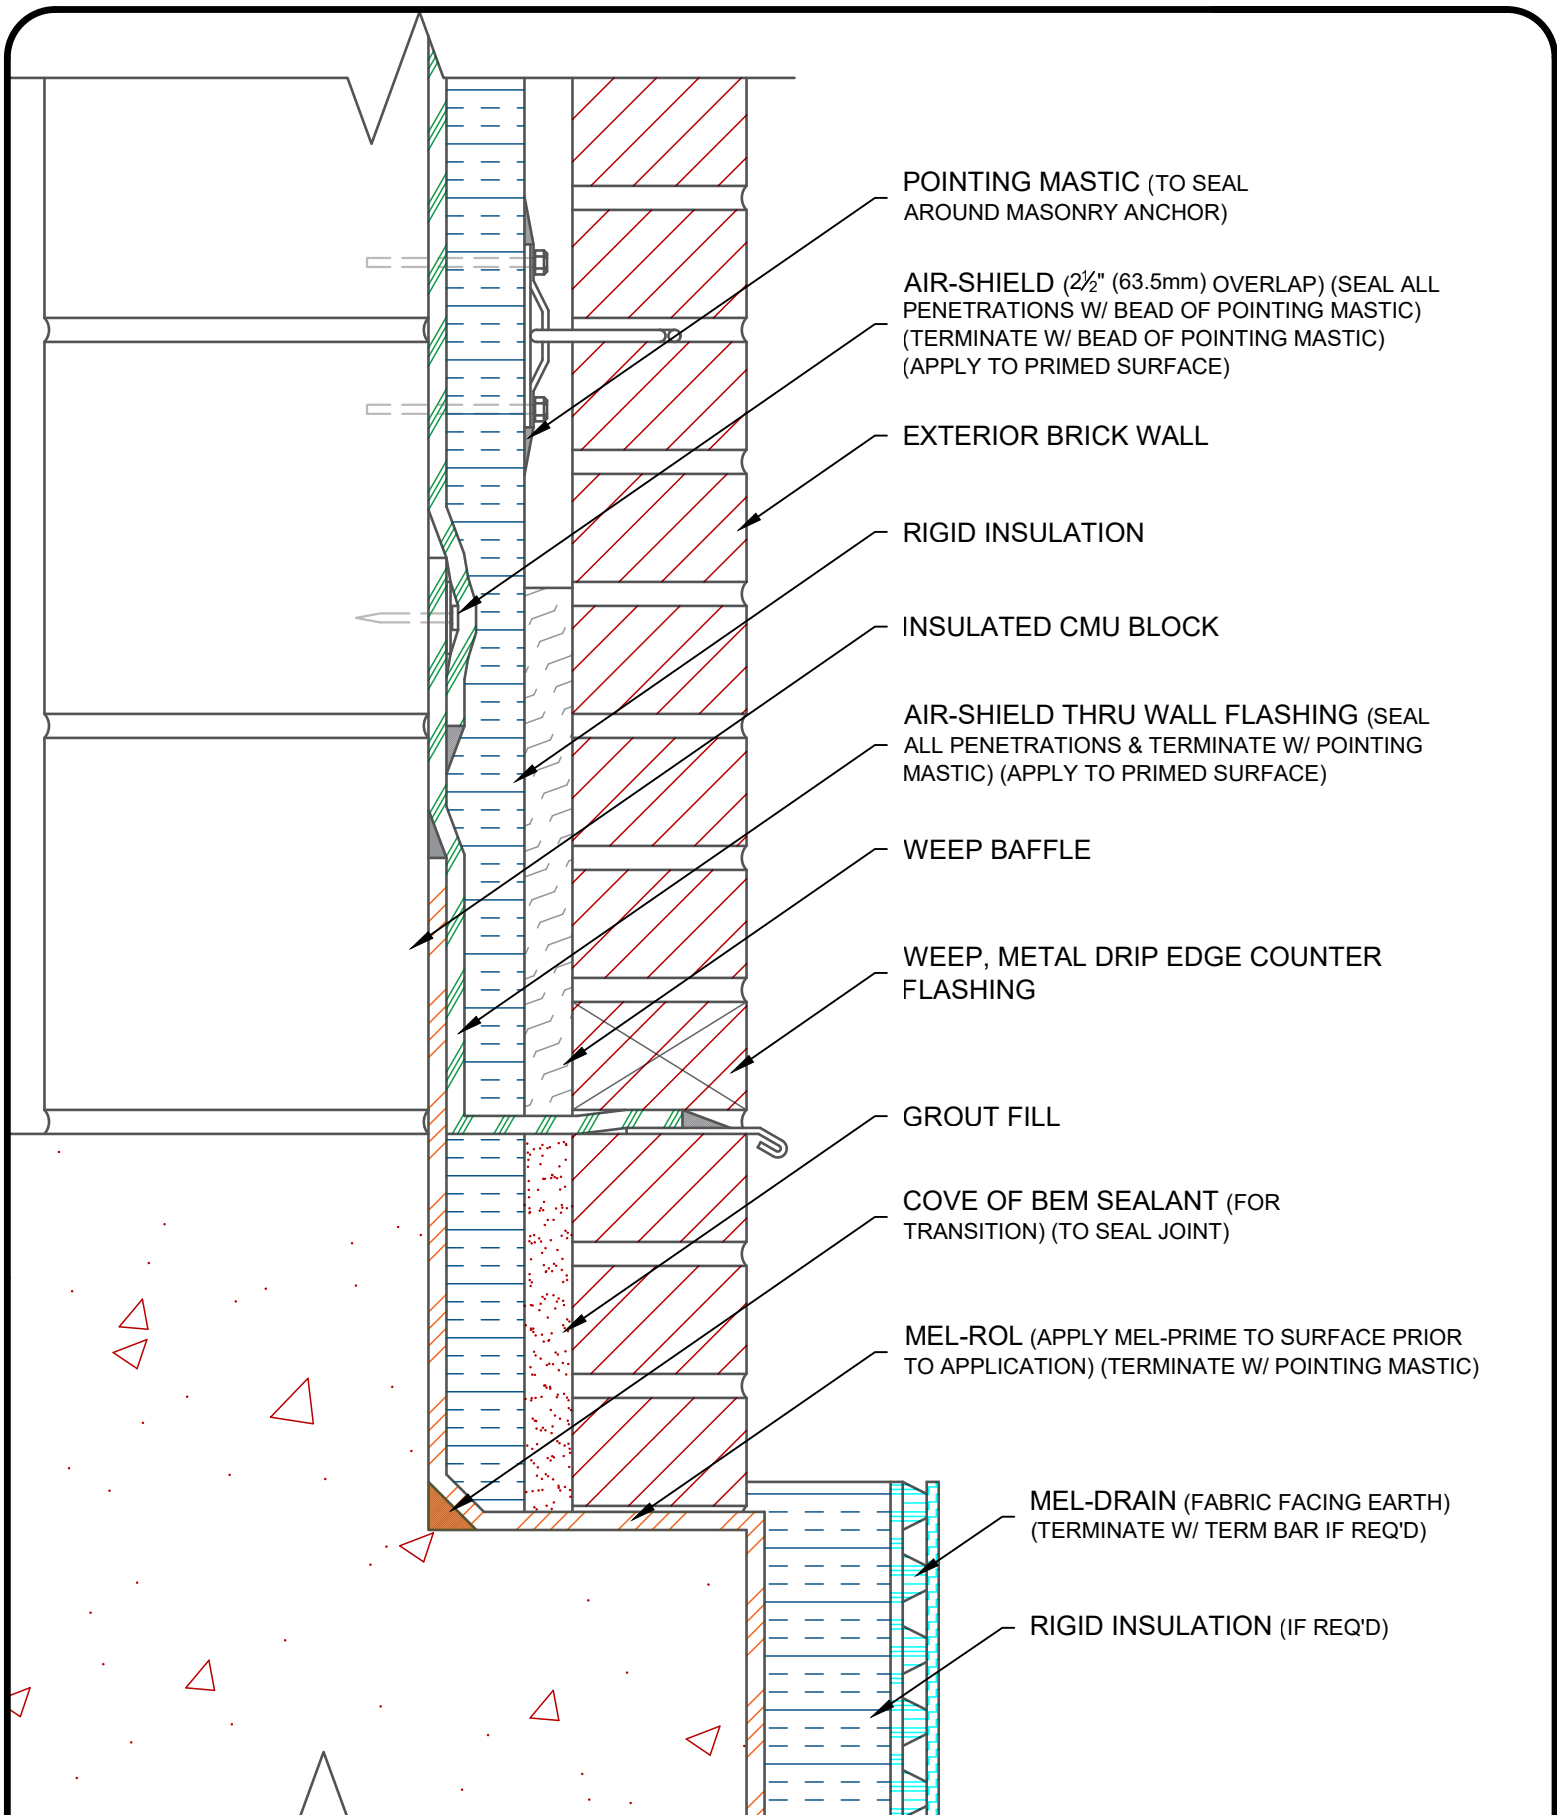 POINTING MASTIC (TO SEAL
AROUND MASONRY ANCHOR)
AIR-SHIELD (2½" (63.5mm) OVERLAP) (SEAL ALL
PENETRATIONS W/ BEAD OF POINTING MASTIC)
(TERMINATE W/ BEAD OF POINTING MASTIC)
(APPLY TO PRIMED SURFACE)
EXTERIOR BRICK WALL
RIGID INSULATION
INSULATED CMU BLOCK
AIR-SHIELD THRU WALL FLASHING (SEAL
ALL PENETRATIONS & TERMINATE W/ POINTING
MASTIC) (APPLY TO PRIMED SURFACE)
WEEP BAFFLE
WEEP, METAL DRIP EDGE COUNTER
FLASHING
GROUT FILL
COVE OF BEM SEALANT (FOR
TRANSITION) (TO SEAL JOINT)
MEL-ROL (APPLY MEL-PRIME TO SURFACE PRIOR
TO APPLICATION) (TERMINATE W/ POINTING MASTIC)
MEL-DRAIN (FABRIC FACING EARTH)
(TERMINATE W/ TERM BAR IF REQ'D)
RIGID INSULATION (IF REQ'D)